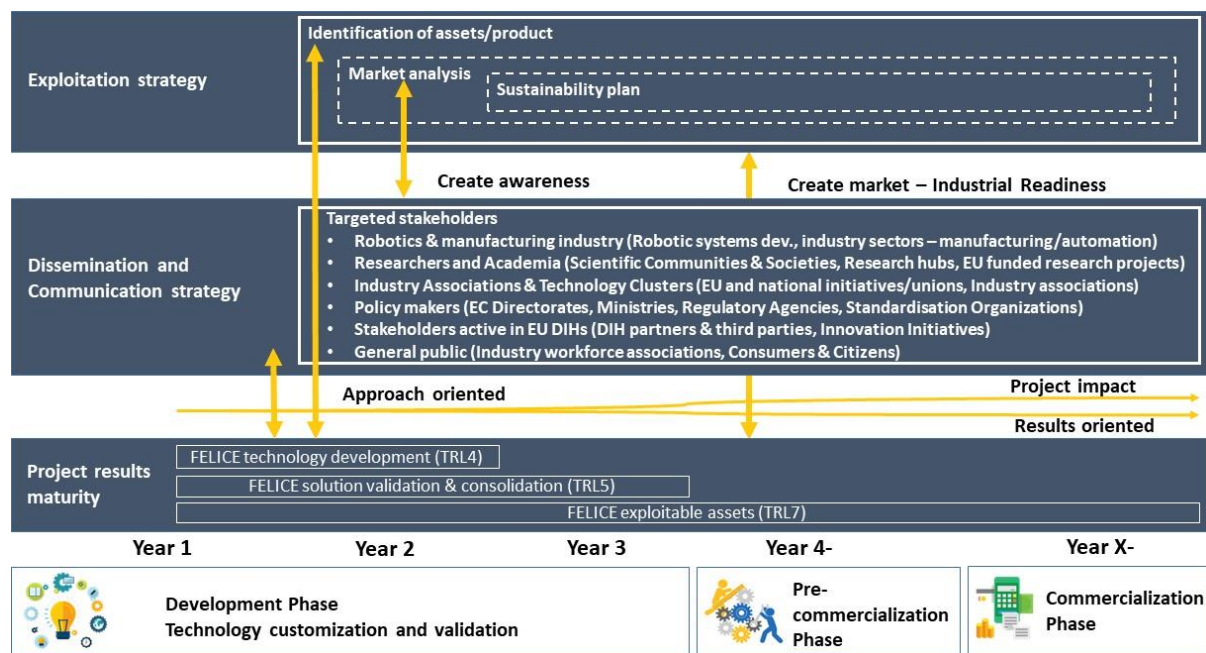 Exploitation strategy
Identification of assets/product
Market analysis
Sustainability plan
Create awareness
Create market – Industrial Readiness
Dissemination and
Communication strategy
Targeted stakeholders
• Robotics & manufacturing industry (Robotic systems dev., industry sectors – manufacturing/automation)
• Researchers and Academia (Scientific Communities & Societies, Research hubs, EU funded research projects)
• Industry Associations & Technology Clusters (EU and national initiatives/unions, Industry associations)
• Policy makers (EC Directorates, Ministries, Regulatory Agencies, Standardisation Organizations)
• Stakeholders active in EU DIHs (DIH partners & third parties, Innovation Initiatives)
• General public (Industry workforce associations, Consumers & Citizens)
Approach oriented
Project impact
Results oriented
Project results
maturity
FELICE technology development (TRL4)
FELICE solution validation & consolidation (TRL5)
FELICE exploitable assets (TRL7)
Year 1
Year 2
Year 3
Year 4-
Year X-
Development Phase
Technology customization and validation
Pre-
commercialization
Phase
Commercialization
Phase